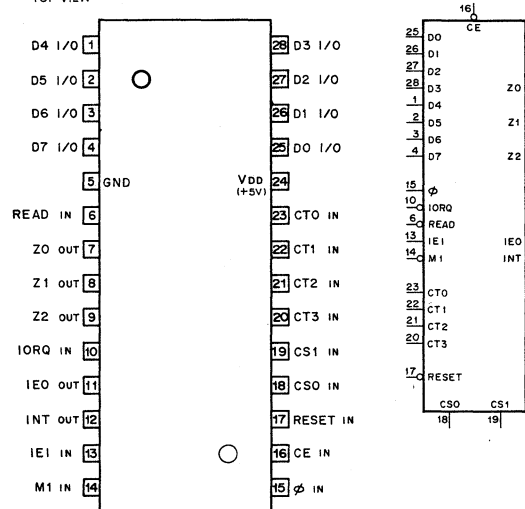 TOP VIEW
D4 I/O 1
D5 I/O 2
D6 I/O 3
D7 I/O 4
5 GND
READ IN 6
Z0 OUT 7
Z1 OUT 8
Z2 OUT 9
IORQ IN 10
IEO OUT 11
INT OUT 12
IEI IN 13
M1 IN 14
28 D3 I/O
27 D2 I/O
26 D1 I/O
25 D0 I/O
VDD 24
(+5V)
23 CT0 IN
22 CT1 IN
21 CT2 IN
20 CT3 IN
19 CS1 IN
18 CS0 IN
17 RESET IN
16 CE IN
15 ϕ IN
16
CE
25 D0
26 D1
27 D2
28 D3 Z0
1 D4
2 D5 Z1
3 D6
4 D7 Z2
15 ϕ
10 IORQ
6 READ
13 IEI IEO
14 M1 INT
23 CT0
22 CT1
21 CT2
20 CT3
17 RESET
CS0 CS1
18 19